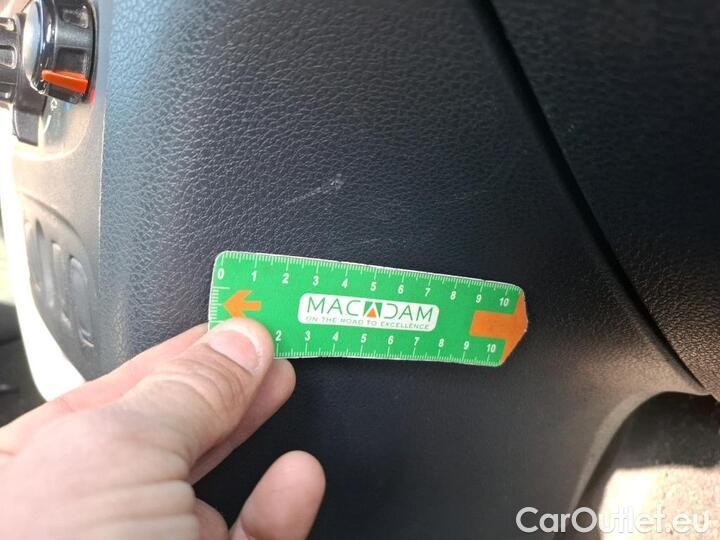 0 1 2 3 4 5 6 7 8 9 10
MACADAM
ON THE ROAD TO EXCELLENCE
2 3 4 5 6 7 8 9 10
CarOutlet.eu